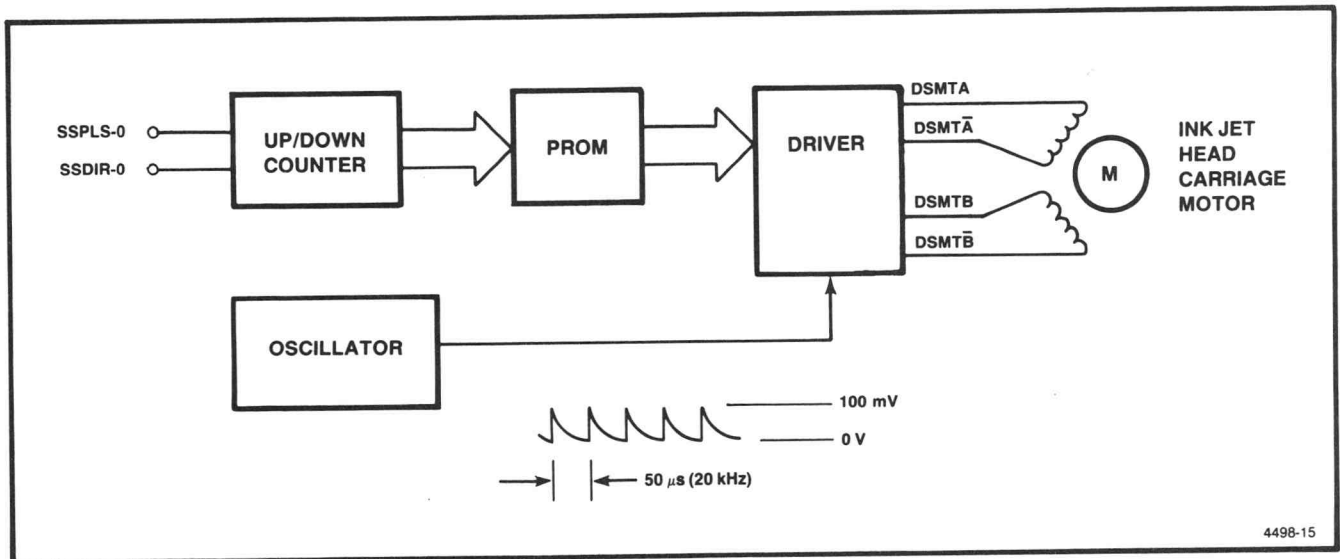 SSPLS-0
SSDIR-0
UP/DOWN
COUNTER
PROM
DRIVER
DSMTA
DSMTA̅
DSMTB
DSMTB̅
M
INK JET
HEAD
CARRIAGE
MOTOR
OSCILLATOR
100 mV
0 V
50 μs (20 kHz)
4498-15